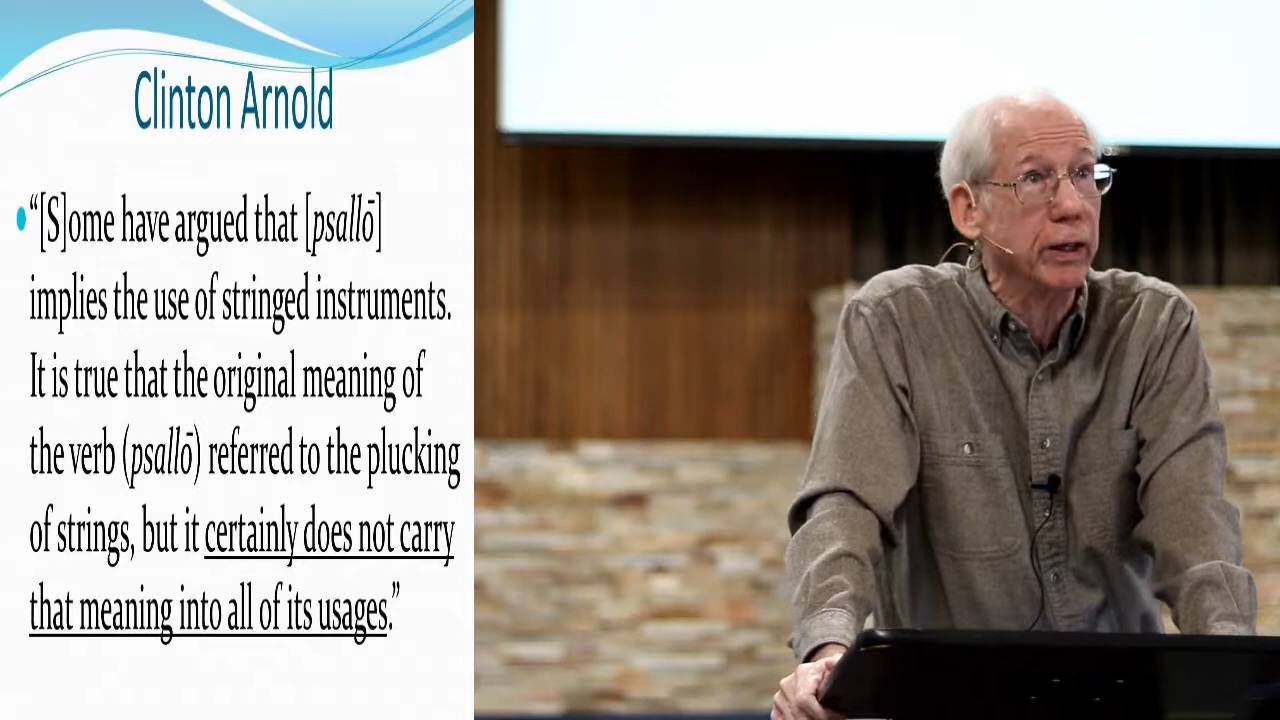 Clinton Arnold
•“[S]ome have argued that [psallō]
implies the use of stringed instruments.
It is true that the original meaning of
the verb (psallō) referred to the plucking
of strings, but it certainly does not carry
that meaning into all of its usages.”